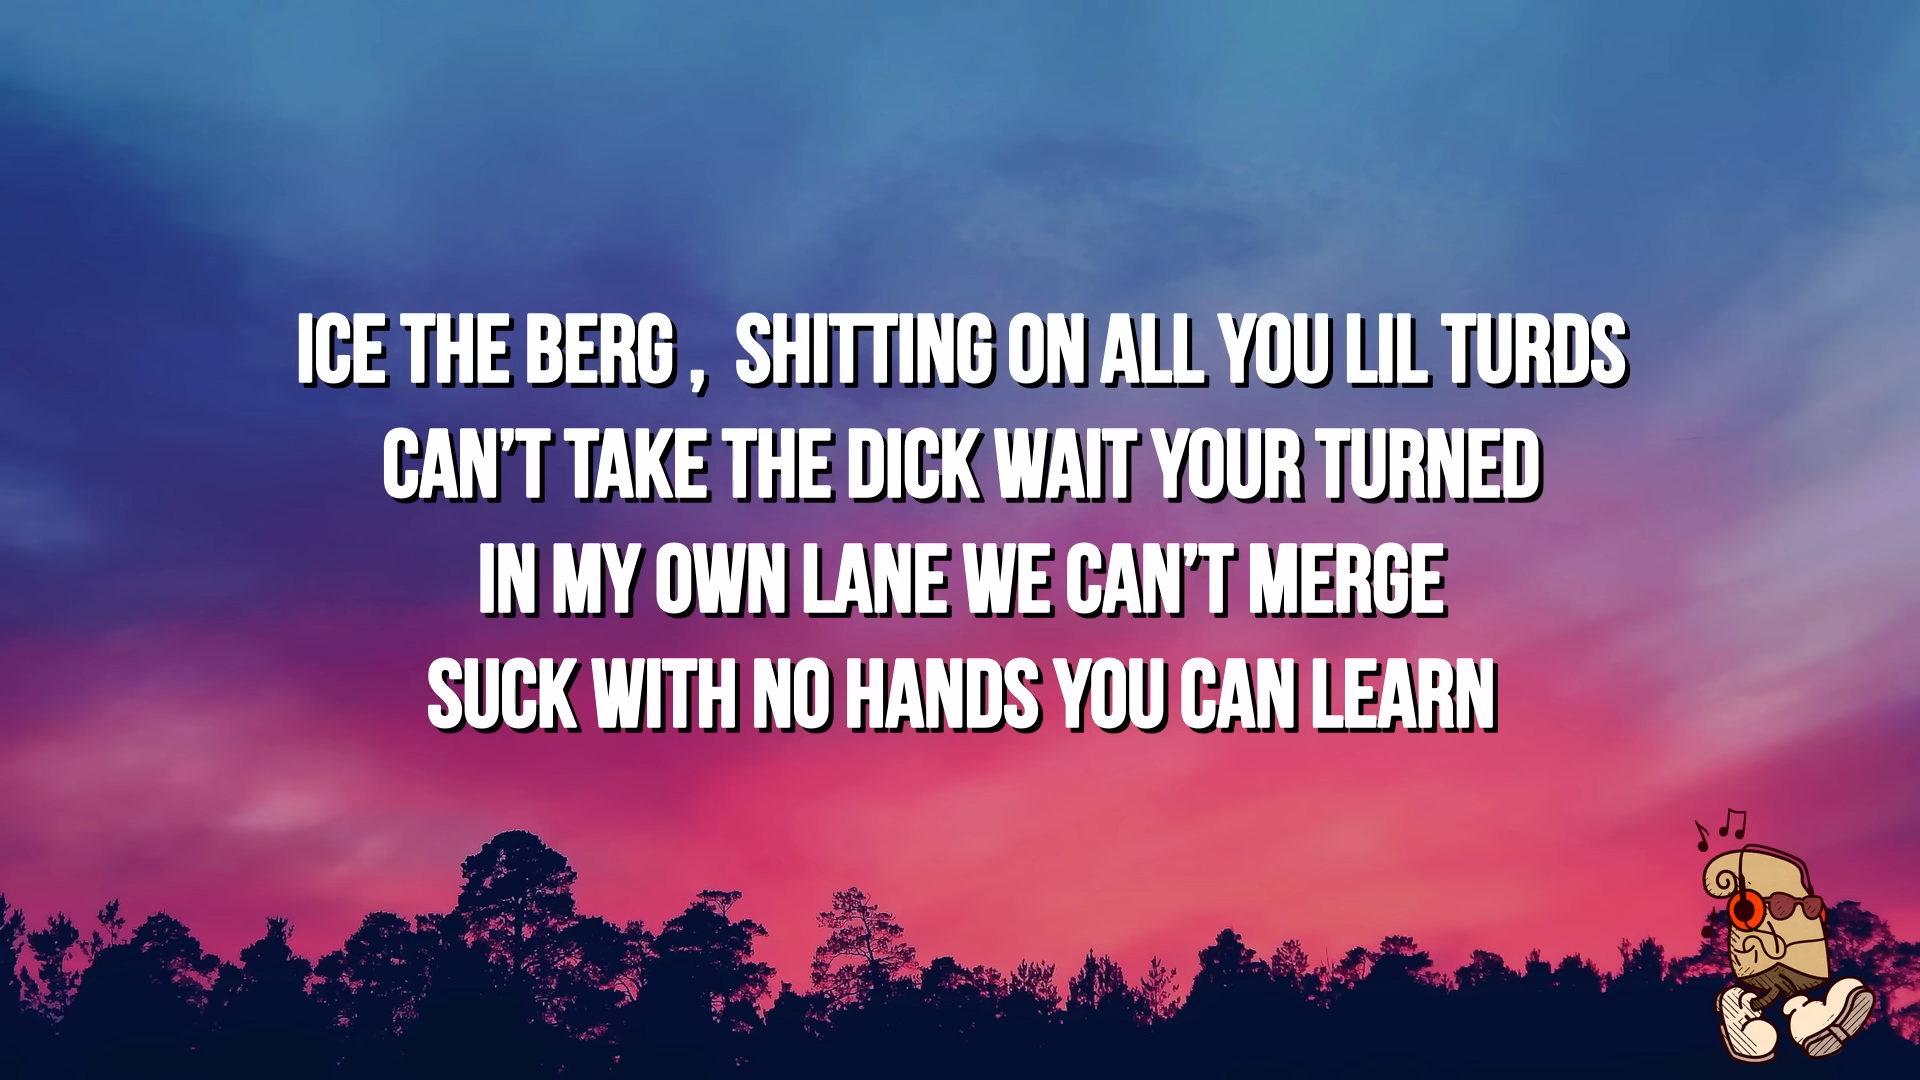 ICE THE BERG , SHITTING ON ALL YOU LIL TURDS
CAN'T TAKE THE DICK WAIT YOUR TURNED
IN MY OWN LANE WE CAN'T MERGE
SUCK WITH NO HANDS YOU CAN LEARN